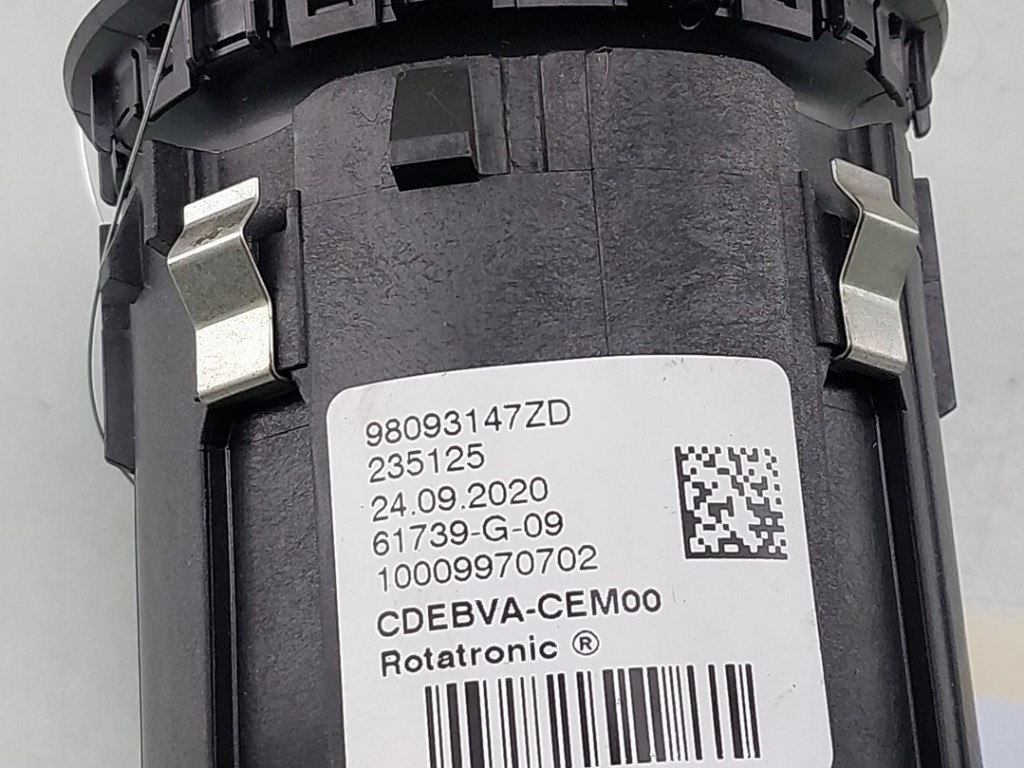 98093147ZD
235125
24.09.2020
61739-G-09
10009970702
CDEBVA-CEM00
Rotatronic ®